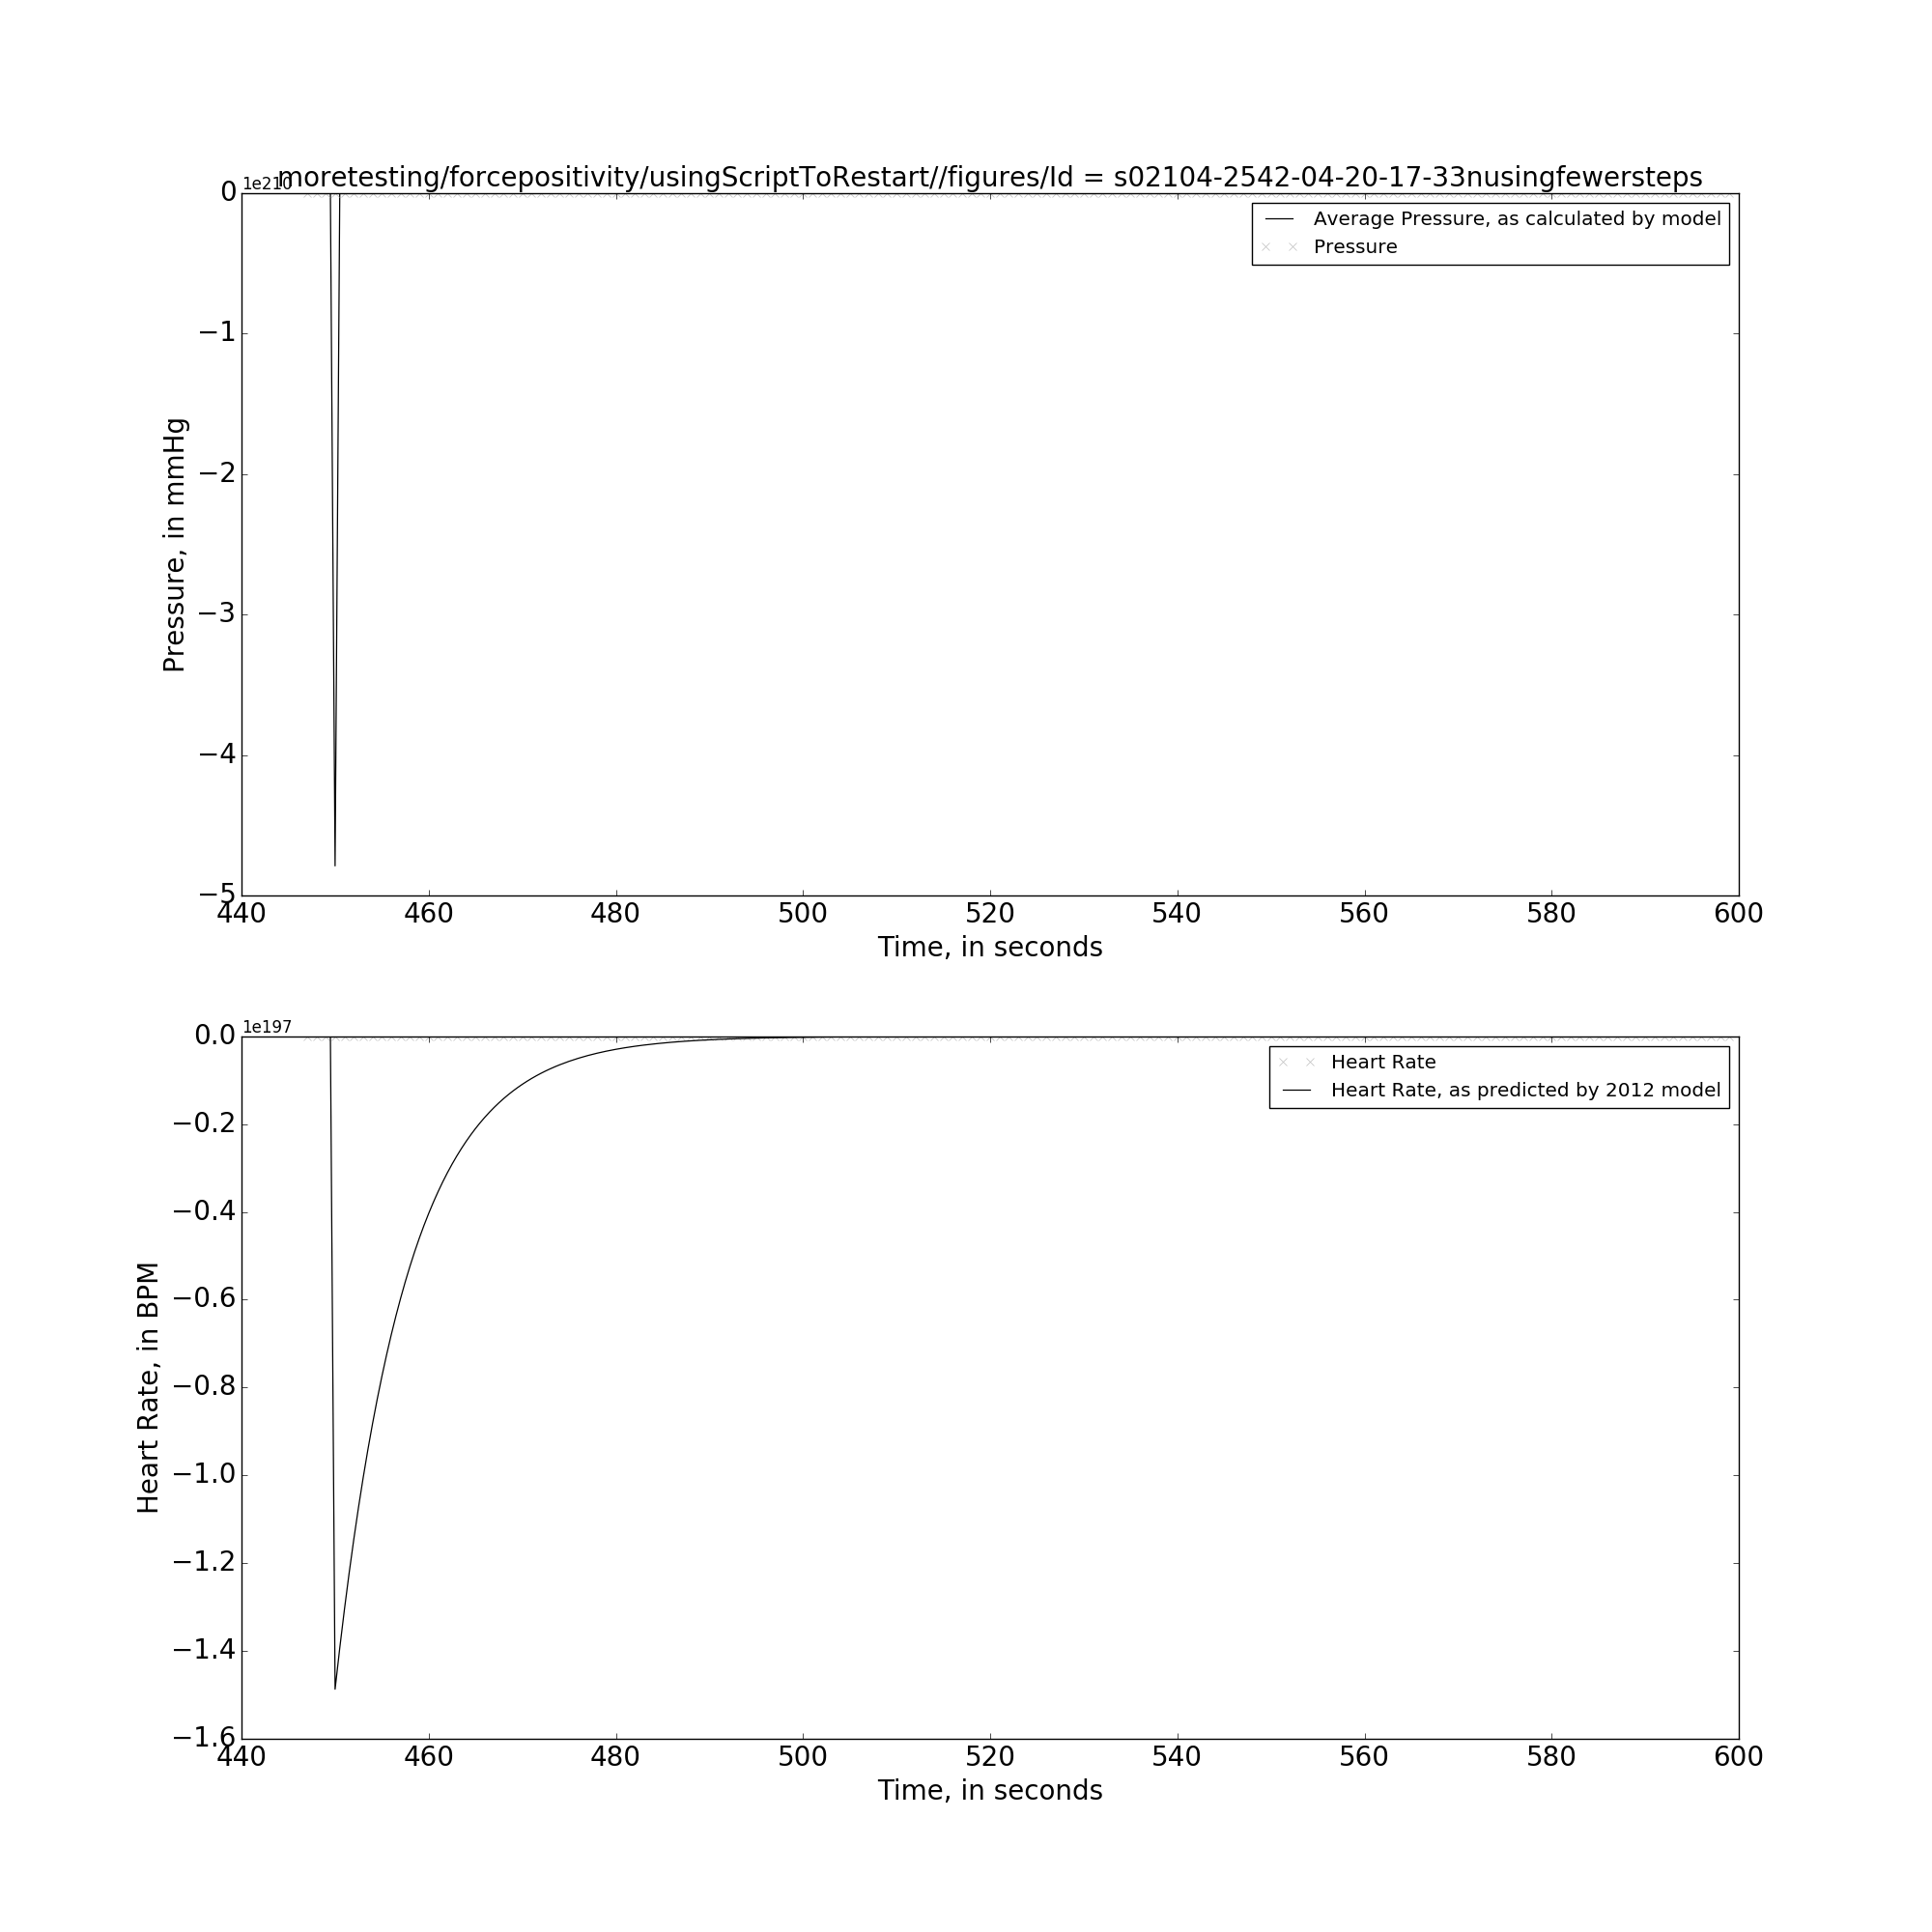 moretesting/forcepositivity/usingScriptToRestart//figures/Id = s02104-2542-04-20-17-33nusingfewersteps
1e210
0
−1
−2
−3
−4
−5
Pressure, in mmHg
Average Pressure, as calculated by model
Pressure
440 460 480 500 520 540 560 580 600
Time, in seconds
1e197
0.0
−0.2
−0.4
−0.6
−0.8
−1.0
−1.2
−1.4
−1.6
Heart Rate, in BPM
Heart Rate
Heart Rate, as predicted by 2012 model
440 460 480 500 520 540 560 580 600
Time, in seconds